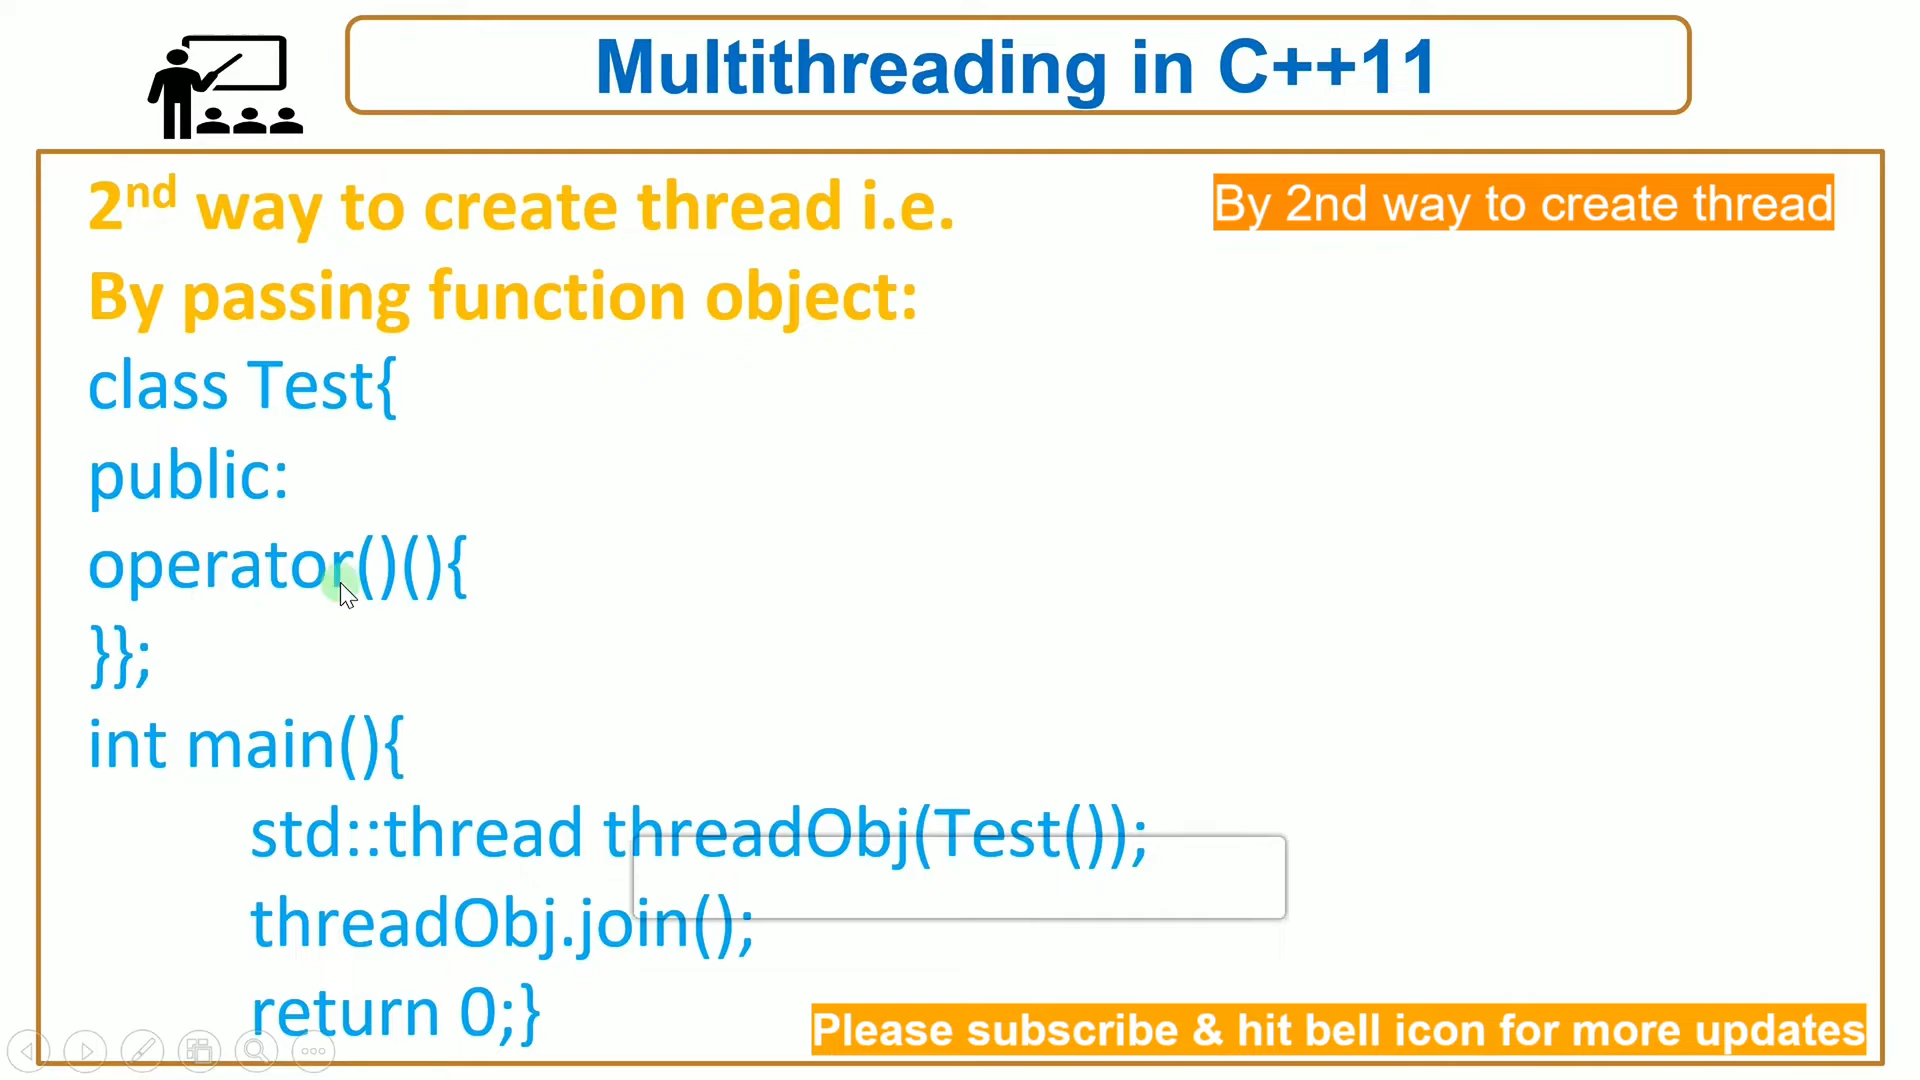 Multithreading in C++11
2nd way to create thread i.e.
By 2nd way to create thread
By passing function object:
class Test{
public:
operator()(){
}};
int main(){
std::thread threadObj(Test());
threadObj.join();
return 0;}
Please subscribe & hit bell icon for more updates